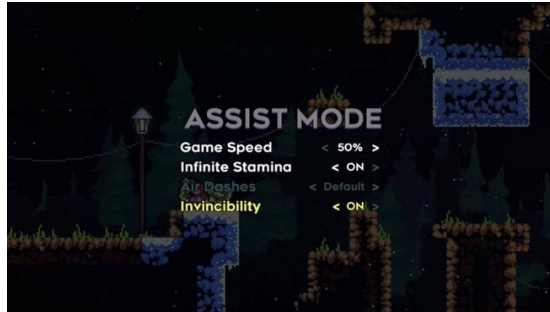 ASSIST MODE
Game Speed < 50% >
Infinite Stamina < ON >
Air Dashes < Default >
Invincibility < ON >